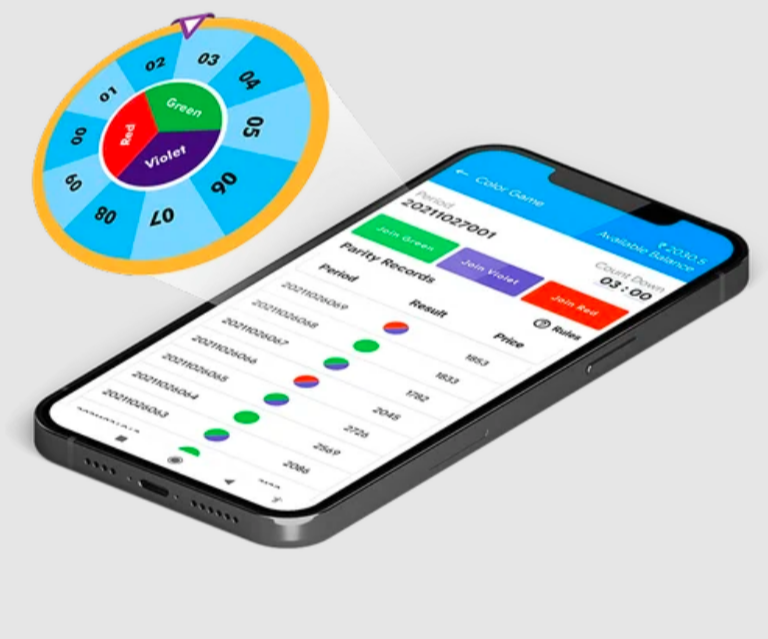 00
01
02
03
04
05
06
07
08
09
Red
Green
Violet
← Color Game
₹ 2030.5
Available Balance
Period
20211027001
Count Down
03 : 00
Join Green
Join Violet
Join Red
Parity Records
Rules
Period Result Price
20211026069 1853
20211026068 1833
20211026067 1782
20211026066 2045
20211026065 2726
20211026064 2569
20211026063 2086